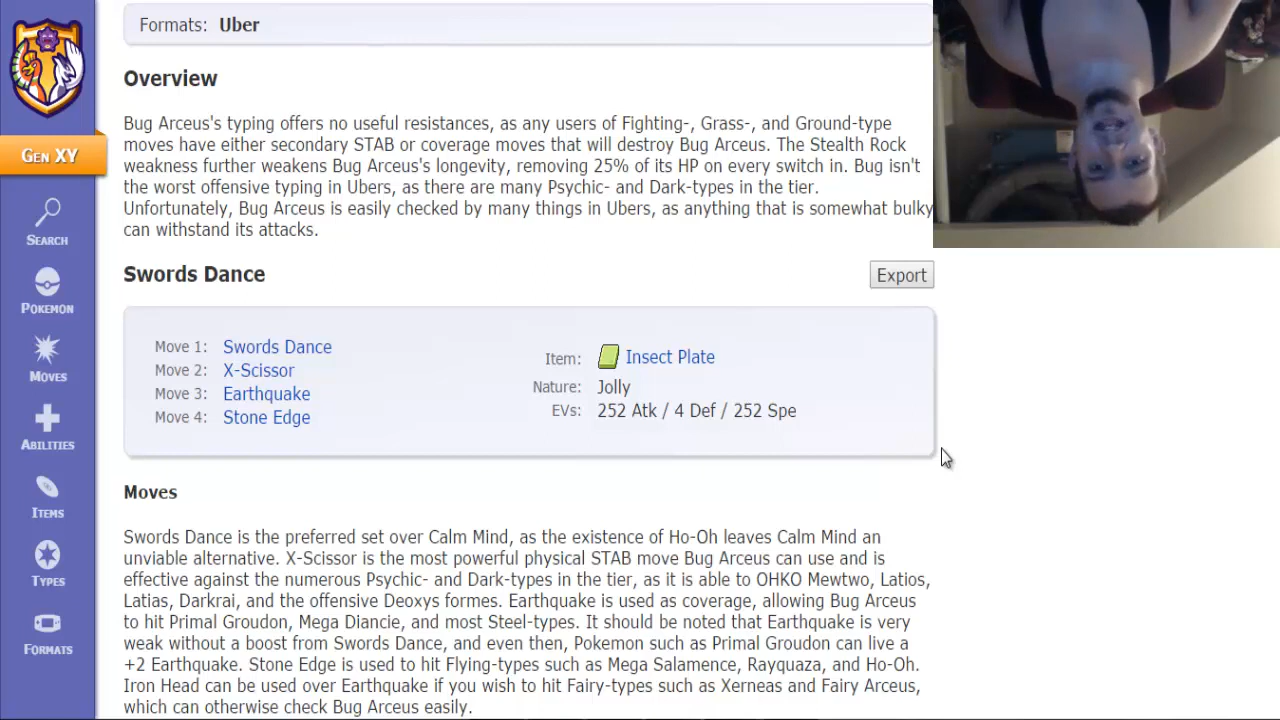 Formats: Uber
Overview
Bug Arceus's typing offers no useful resistances, as any users of Fighting-, Grass-, and Ground-type
moves have either secondary STAB or coverage moves that will destroy Bug Arceus. The Stealth Rock
weakness further weakens Bug Arceus's longevity, removing 25% of its HP on every switch in. Bug isn't
the worst offensive typing in Ubers, as there are many Psychic- and Dark-types in the tier.
Unfortunately, Bug Arceus is easily checked by many things in Ubers, as anything that is somewhat bulky
can withstand its attacks.
Swords Dance
Export
Move 1: Swords Dance
Move 2: X-Scissor
Move 3: Earthquake
Move 4: Stone Edge
Item: Insect Plate
Nature: Jolly
EVs: 252 Atk / 4 Def / 252 Spe
Moves
Swords Dance is the preferred set over Calm Mind, as the existence of Ho-Oh leaves Calm Mind an
unviable alternative. X-Scissor is the most powerful physical STAB move Bug Arceus can use and is
effective against the numerous Psychic- and Dark-types in the tier, as it is able to OHKO Mewtwo, Latios,
Latias, Darkrai, and the offensive Deoxys formes. Earthquake is used as coverage, allowing Bug Arceus
to hit Primal Groudon, Mega Diancie, and most Steel-types. It should be noted that Earthquake is very
weak without a boost from Swords Dance, and even then, Pokemon such as Primal Groudon can live a
+2 Earthquake. Stone Edge is used to hit Flying-types such as Mega Salamence, Rayquaza, and Ho-Oh.
Iron Head can be used over Earthquake if you wish to hit Fairy-types such as Xerneas and Fairy Arceus,
which can otherwise check Bug Arceus easily.
GEN XY
SEARCH
POKEMON
MOVES
ABILITIES
ITEMS
TYPES
FORMATS